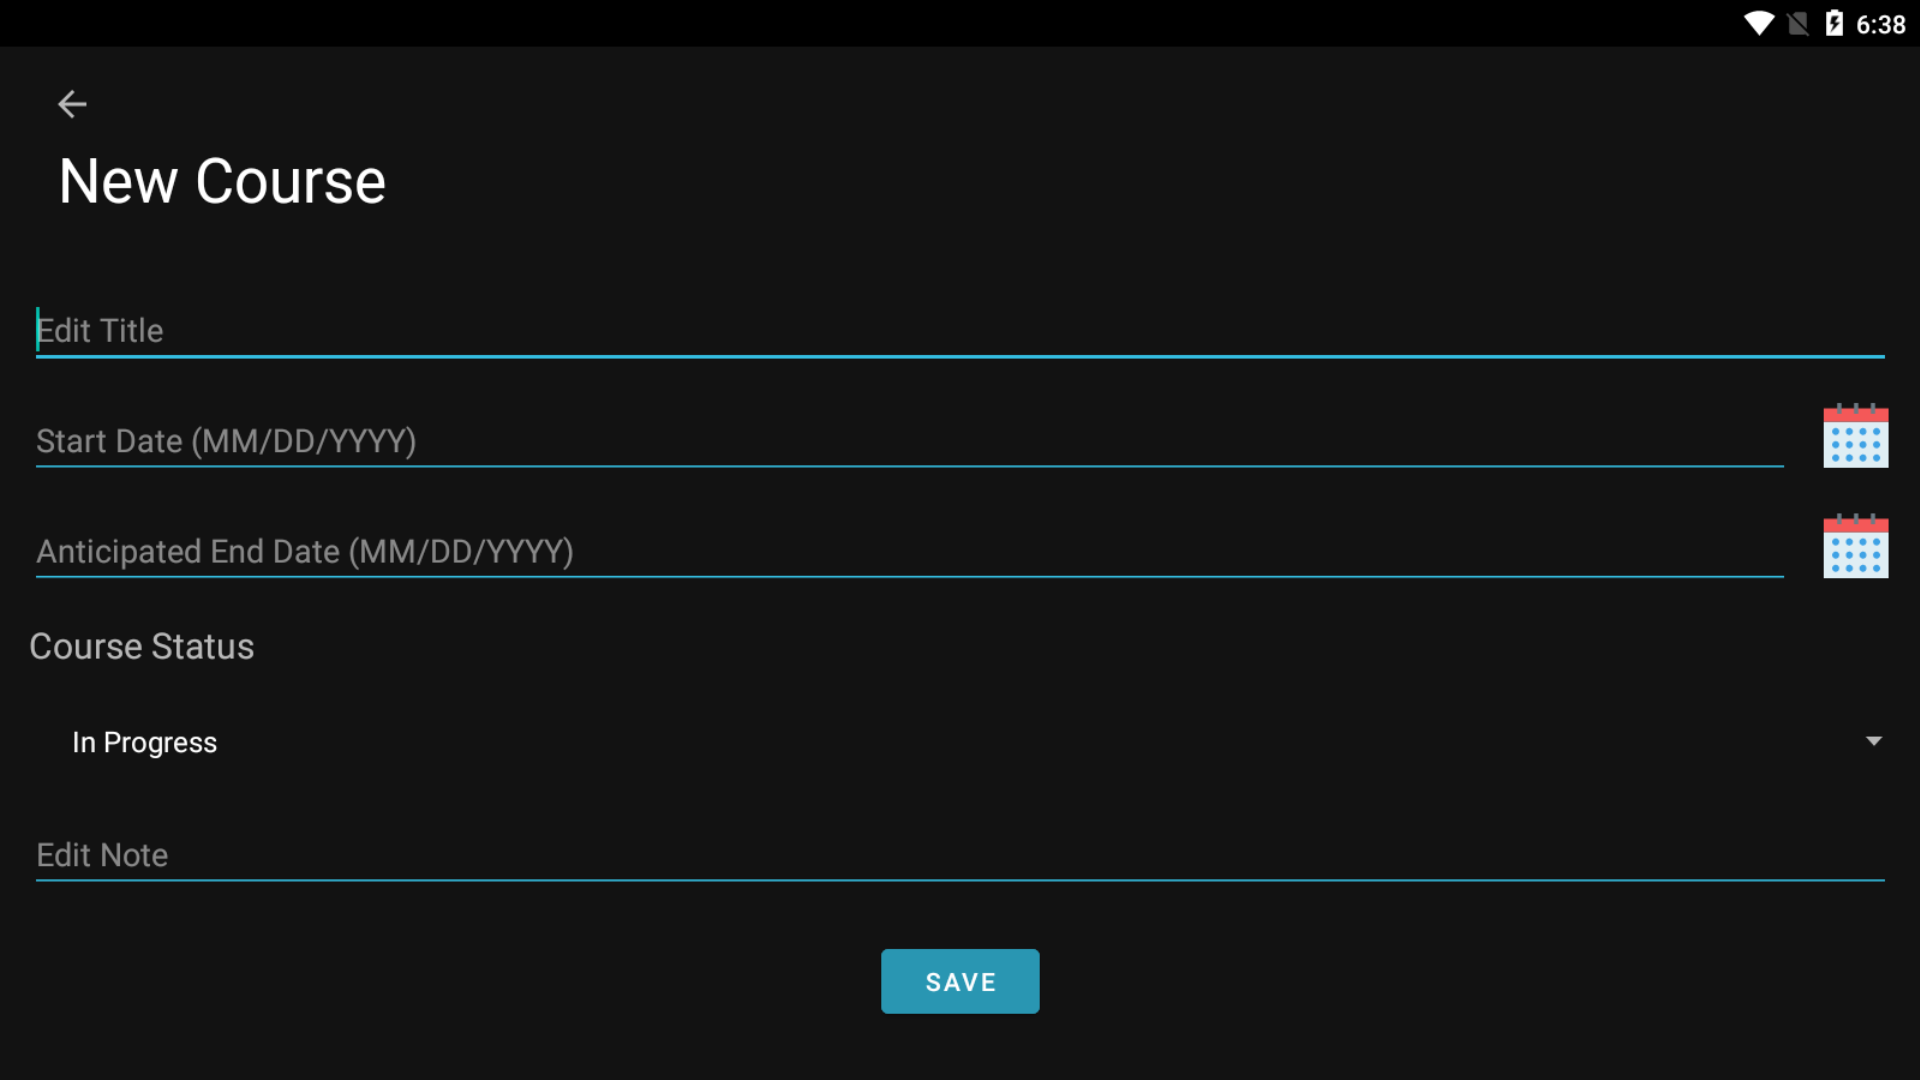 6:38
New Course
Edit Title
Start Date (MM/DD/YYYY)
Anticipated End Date (MM/DD/YYYY)
Course Status
In Progress
Edit Note
SAVE